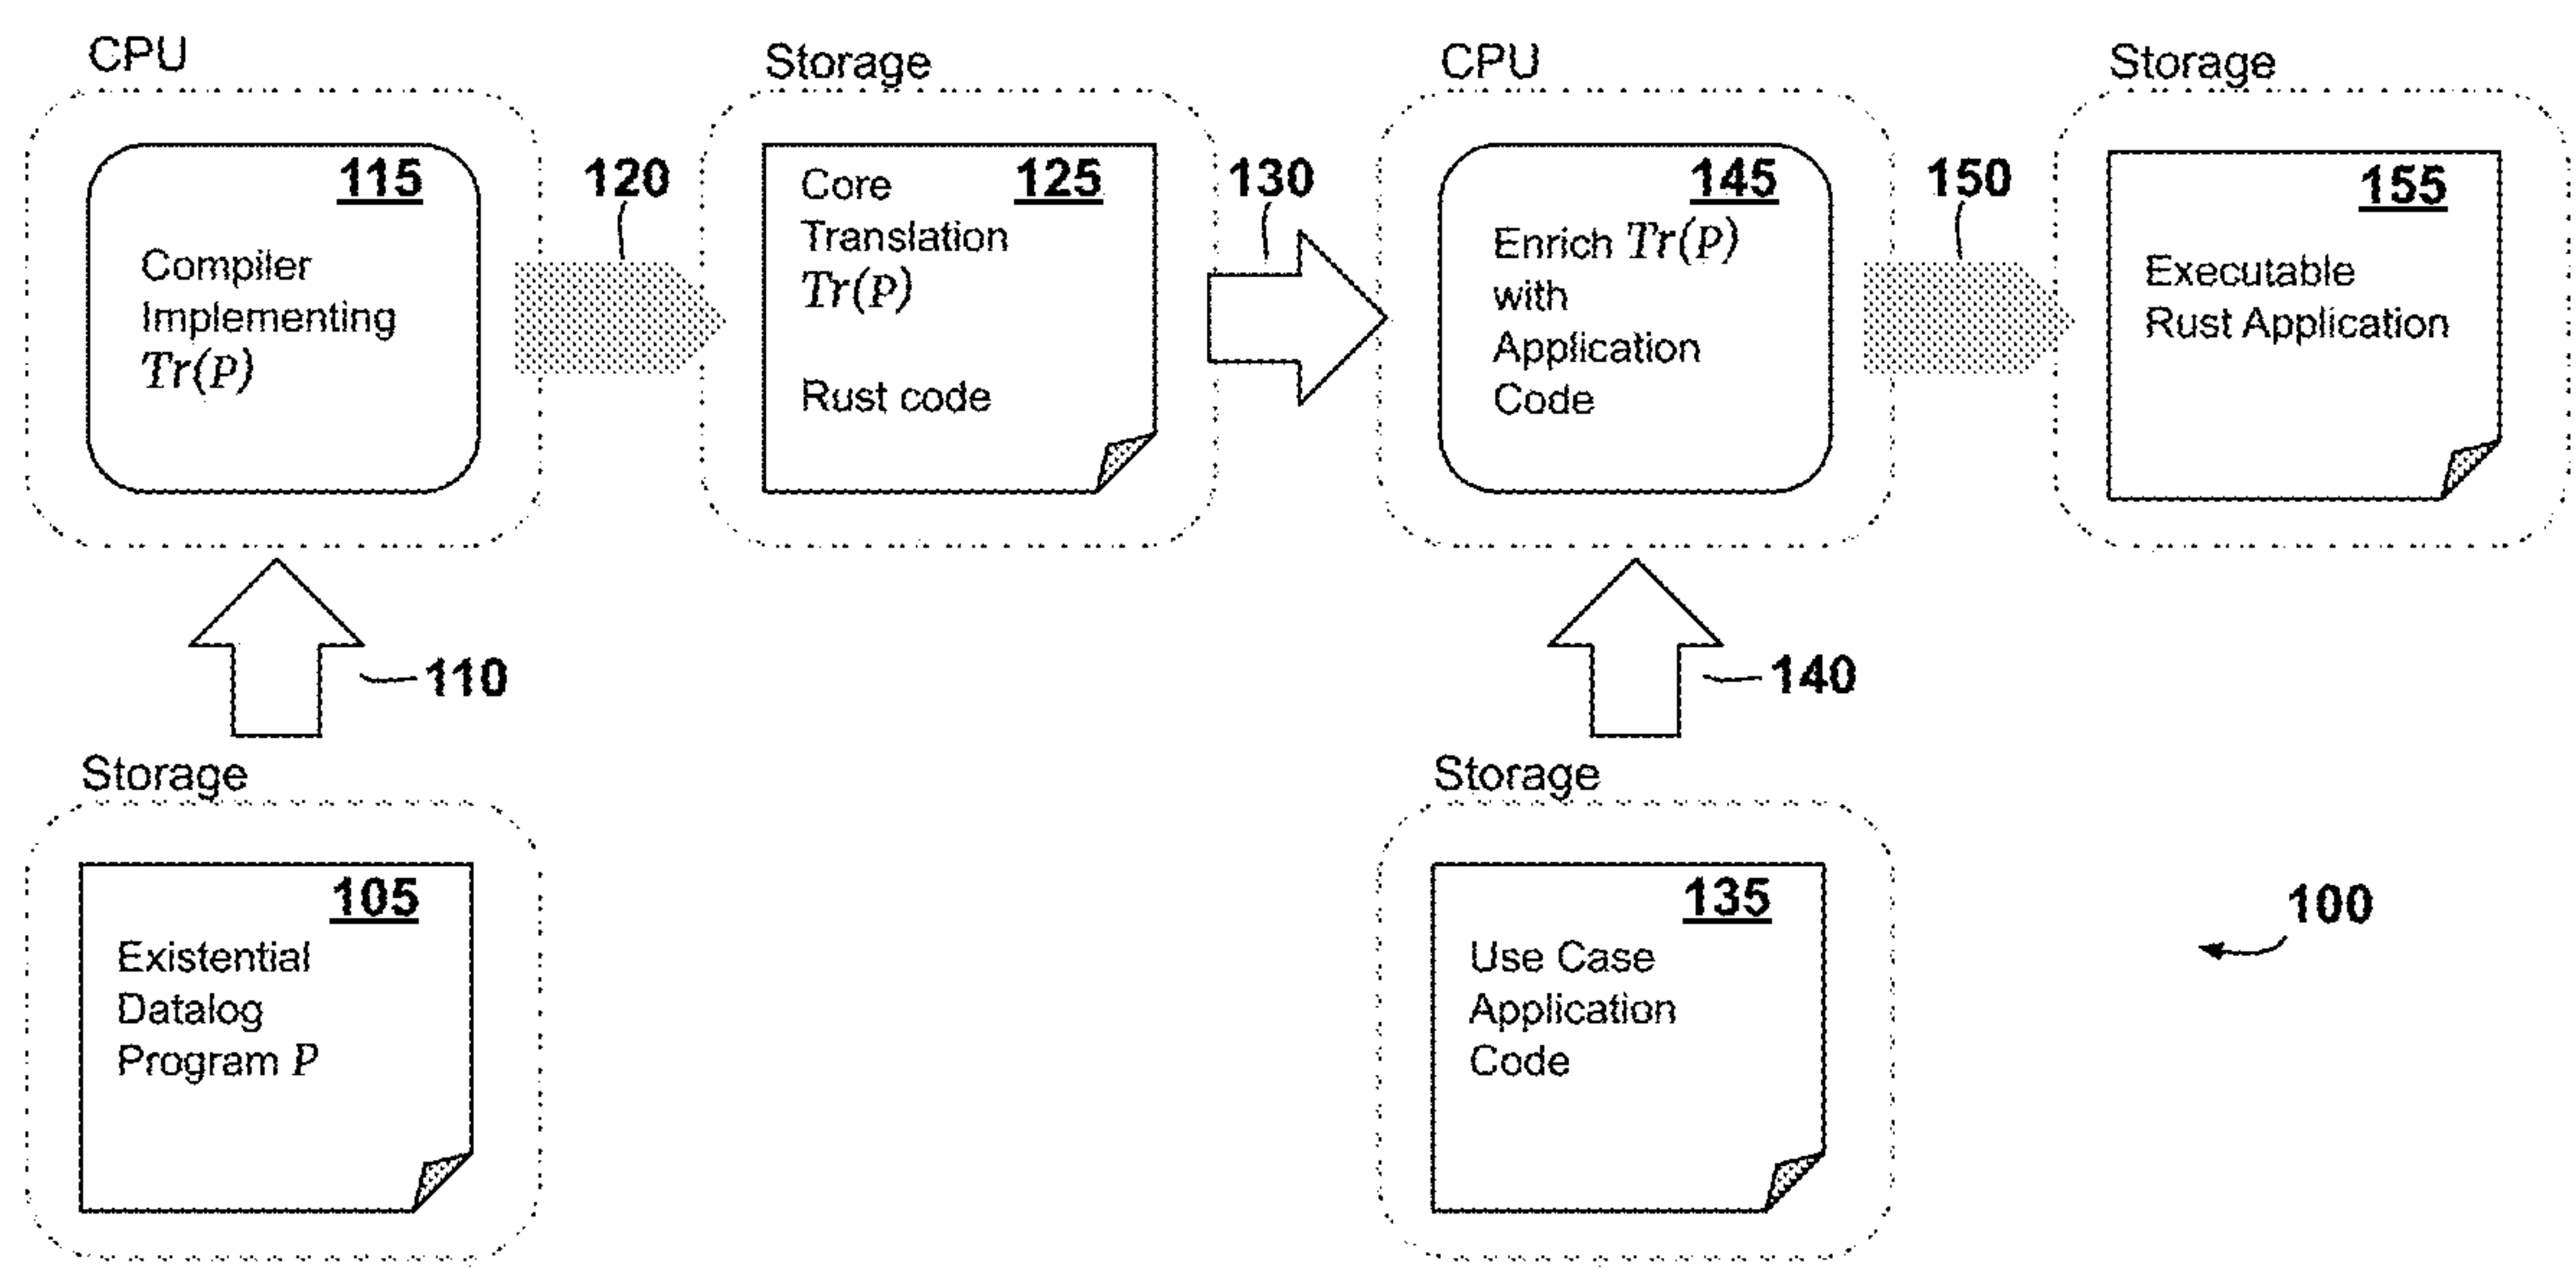 CPU
115
Compiler
Implementing
Tr(P)
120
Storage
125
Core
Translation
Tr(P)
Rust code
130
CPU
145
Enrich Tr(P)
with
Application
Code
150
Storage
155
Executable
Rust Application
110
140
Storage
105
Existential
Datalog
Program P
Storage
135
Use Case
Application
Code
100